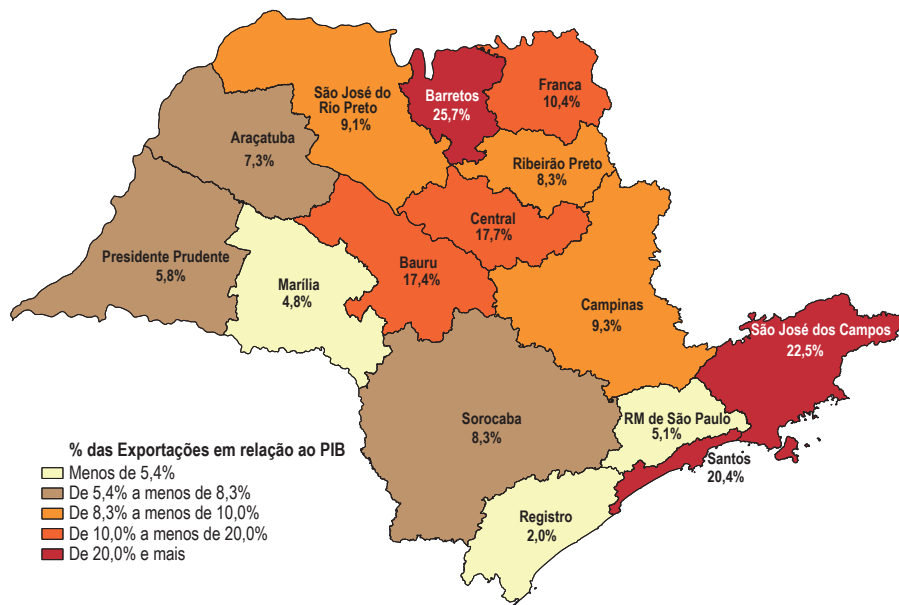 São José do
Rio Preto
9,1%
Barretos
25,7%
Franca
10,4%
Araçatuba
7,3%
Ribeirão Preto
8,3%
Central
17,7%
Presidente Prudente
5,8%
Marília
4,8%
Bauru
17,4%
Campinas
9,3%
São José dos Campos
22,5%
Sorocaba
8,3%
RM de São Paulo
5,1%
Santos
20,4%
Registro
2,0%
% das Exportações em relação ao PIB
Menos de 5,4%
De 5,4% a menos de 8,3%
De 8,3% a menos de 10,0%
De 10,0% a menos de 20,0%
De 20,0% e mais